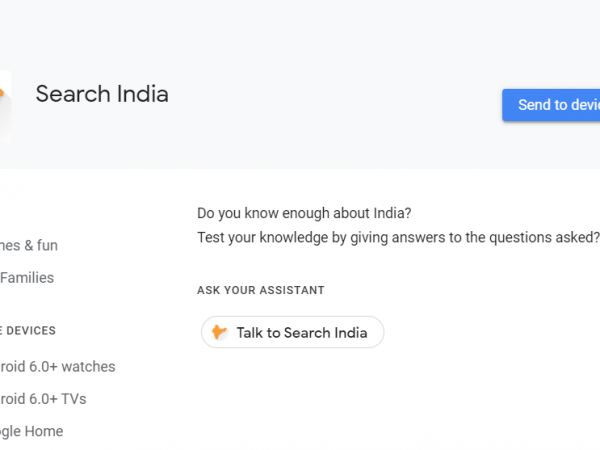 Search India
Send to devi
Do you know enough about India?
Test your knowledge by giving answers to the questions asked?
nes & fun
Families
ASK YOUR ASSISTANT
Talk to Search India
E DEVICES
roid 6.0+ watches
roid 6.0+ TVs
gle Home